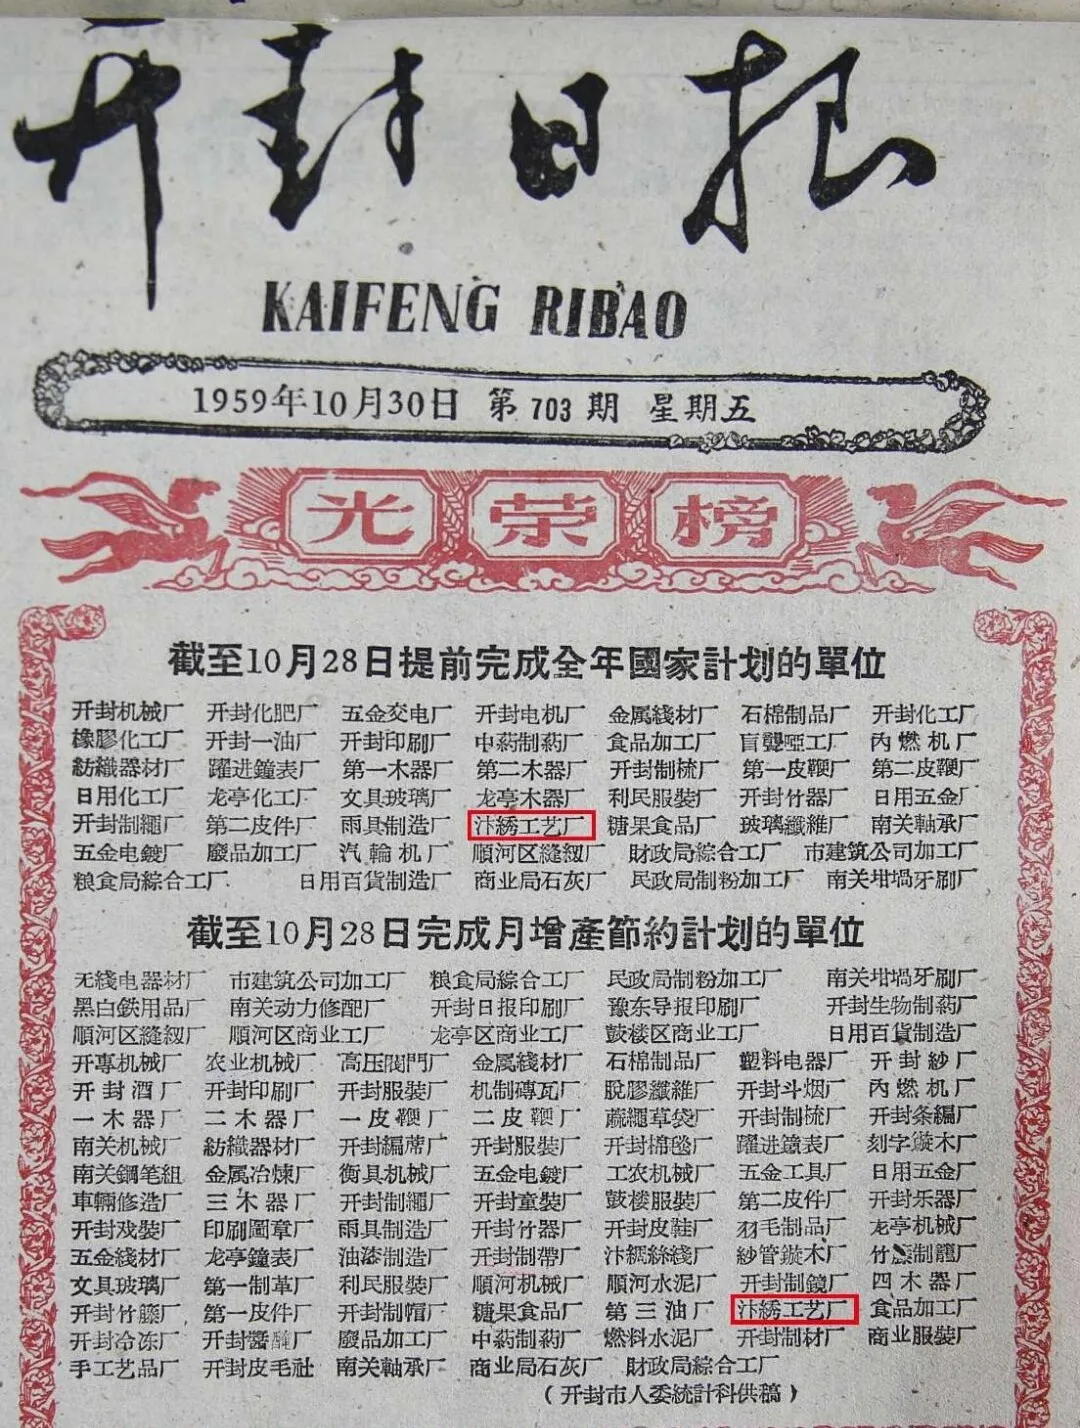 开封日报
KAIFENG RIBAO
1959年10月30日 第703期 星期五
光荣榜
截至10月28日提前完成全年國家計划的單位
开封机械厂 开封化肥厂 五金交电厂 开封电机厂 金属綫材厂 石棉制品厂 开封化工厂
橡膠化工厂 开封一油厂 开封印刷厂 中药制药厂 食品加工厂 盲聾啞工厂 内燃机厂
紡織器材厂 躍进鐘表厂 第一木器厂 第二木器厂 开封制梳厂 第一皮鞭厂 第二皮鞭厂
日用化工厂 龙亭化工厂 文具玻璃厂 龙亭木器厂 利民服裝厂 开封竹器厂 日用五金厂
开封制繩厂 第二皮件厂 雨具制造厂 汴綉工艺厂 糖果食品厂 玻璃纖維厂 南关軸承厂
五金电鍍厂 廢品加工厂 汽輪机厂 順河区縫紉厂 財政局綜合工厂 市建筑公司加工厂
粮食局綜合工厂 日用百貨制造厂 商业局石灰厂 民政局制粉加工厂 南关坩堝牙刷厂
截至10月28日完成月增產節約計划的單位
无綫电器材厂 市建筑公司加工厂 粮食局綜合工厂 民政局制粉加工厂 南关坩堝牙刷厂
黑白鉄用品厂 南关动力修配厂 开封日报印刷厂 豫东导报印刷厂 开封生物制葯厂
順河区縫紉厂 順河区商业工厂 龙亭区商业工厂 鼓楼区商业工厂 日用百貨制造厂
开專机械厂 农业机械厂 高压閥門厂 金属綫材厂 石棉制品厂 塑料电器厂 开封紗厂
开封酒厂 开封印刷厂 开封服裝厂 机制磚瓦厂 脫膠纖維厂 开封斗烟厂 内燃机厂
一木器厂 二木器厂 一皮鞭厂 二皮鞭厂 蔴繩草袋厂 开封制梳厂 开封条編厂
南关机械厂 紡織器材厂 开封編蓆厂 开封服裝厂 开封棉毯厂 躍进鐘表厂 刻字鏇木厂
南关鋼笔組 金属冶煉厂 衡具机械厂 五金电鍍厂 工农机械厂 五金工具厂 日用五金厂
車輛修造厂 三木器厂 开封制繩厂 开封童裝厂 鼓楼服裝厂 第二皮件厂 开封乐器厂
开封戏裝厂 印刷圖章厂 雨具制造厂 开封竹器厂 开封皮鞋厂 羽毛制品厂 龙亭机械厂
五金綫材厂 龙亭鐘表厂 油漆制造厂 开封制帶厂 汴綢絲綫厂 紗管鏇木厂 竹制籠厂
文具玻璃厂 第一制革厂 利民服裝厂 順河机械厂 順河水泥厂 开封制鏡厂 四木器厂
开封竹籐厂 第一皮件厂 开封制帽厂 糖果食品厂 第三油厂 汴綉工艺厂 食品加工厂
开封冷冻厂 开封醬醃厂 廢品加工厂 中药制药厂 燃料水泥厂 开封制材厂 商业服裝厂
手工艺品厂 开封皮毛社 南关軸承厂 商业局石灰厂 財政局綜合工厂
（开封市人委統計科供稿）